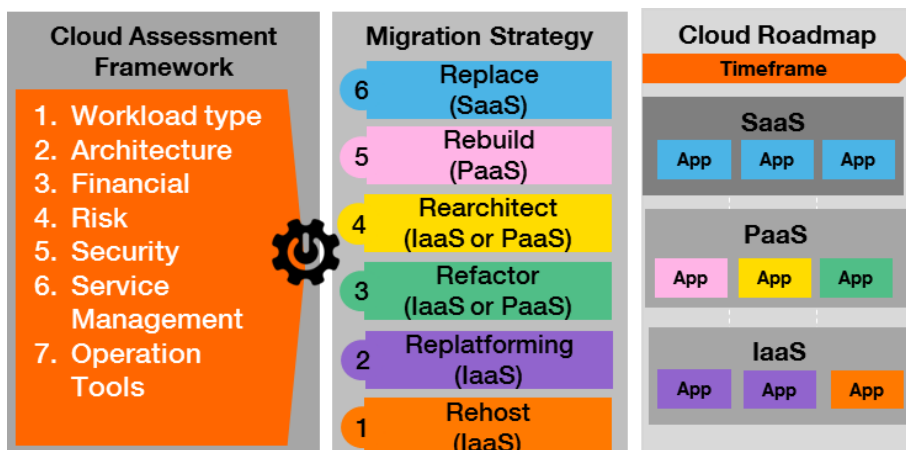 Cloud Assessment
Framework
1. Workload type
2. Architecture
3. Financial
4. Risk
5. Security
6. Service
Management
7. Operation
Tools
Migration Strategy
6 Replace
(SaaS)
5 Rebuild
(PaaS)
4 Rearchitect
(IaaS or PaaS)
3 Refactor
(IaaS or PaaS)
2 Replatforming
(IaaS)
1 Rehost
(IaaS)
Cloud Roadmap
Timeframe
SaaS
App App App
PaaS
App App App
IaaS
App App App